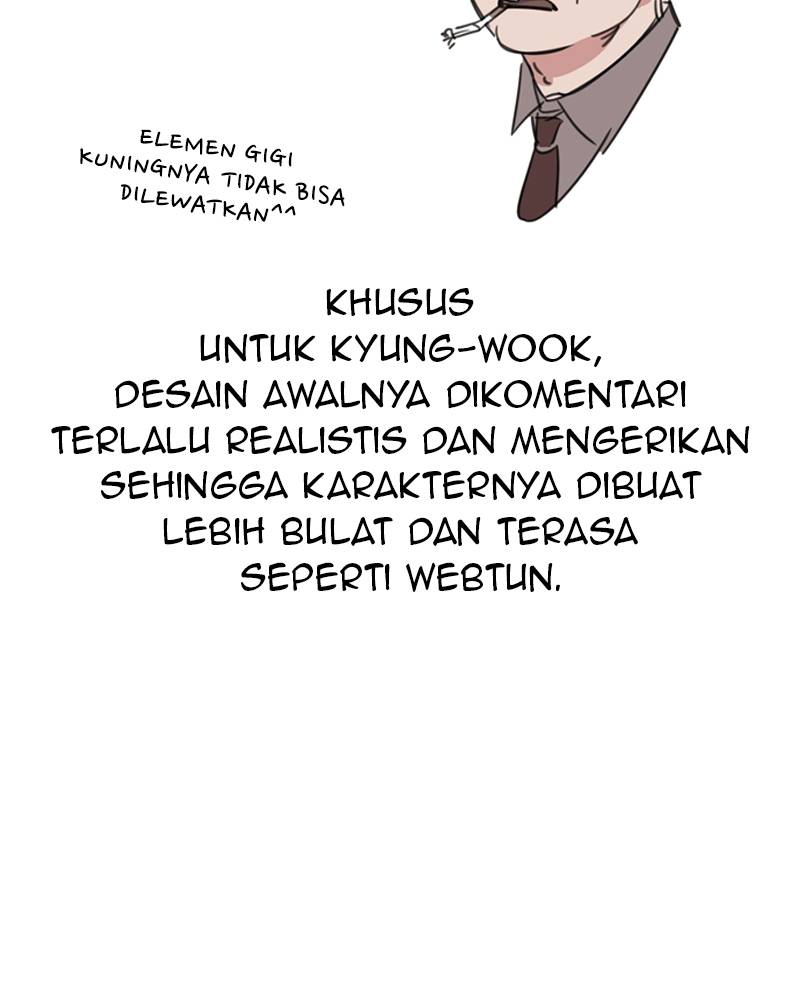 ELEMEN GIGI
KUNINGNYA TIDAK BISA
DILEWATKAN^^
KHUSUS
UNTUK KYUNG-WOOK,
DESAIN AWALNYA DIKOMENTARI
TERLALU REALISTIS DAN MENGERIKAN
SEHINGGA KARAKTERNYA DIBUAT
LEBIH BULAT DAN TERASA
SEPERTI WEBTUN.